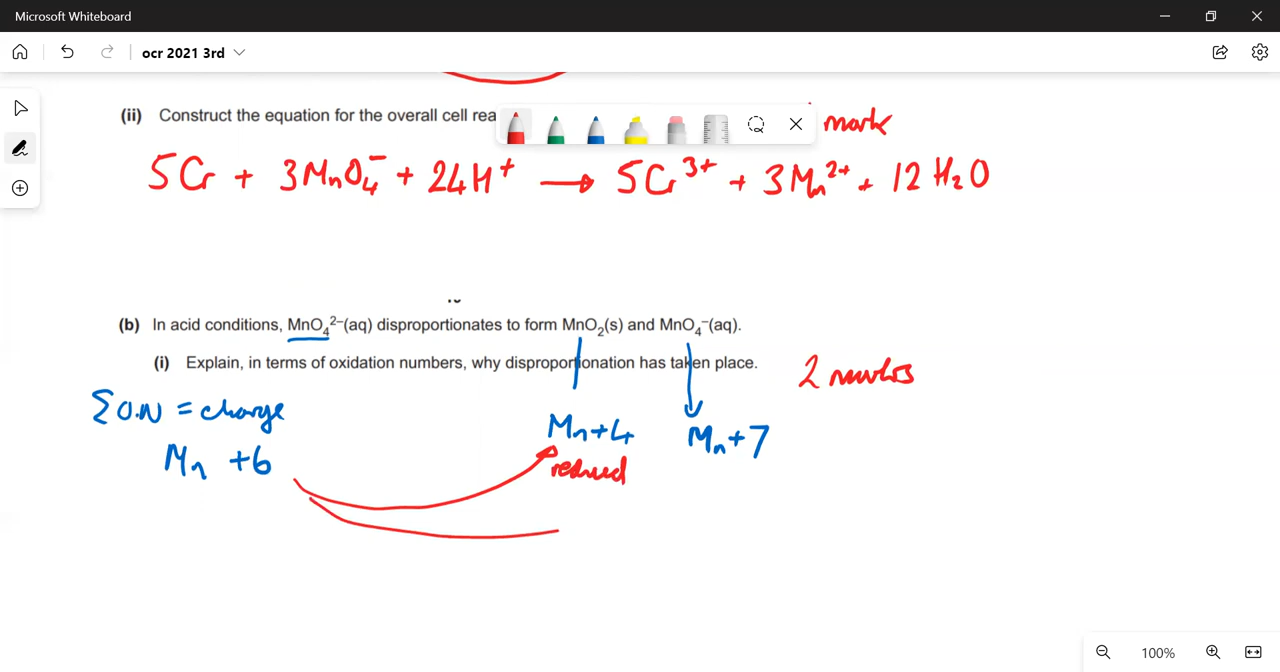 Microsoft Whiteboard
ocr 2021 3rd
(ii) Construct the equation for the overall cell rea
mark
5Cr + 3MnO₄⁻ + 24H⁺ → 5Cr³⁺ + 3Mn²⁺ + 12H₂O
(b) In acid conditions, MnO₄²⁻(aq) disproportionates to form MnO₂(s) and MnO₄⁻(aq).
(i) Explain, in terms of oxidation numbers, why disproportionation has taken place.
2 marks
ΣO.N = charge
Mn+4 Mn+7
Mn +6
reduced
100%